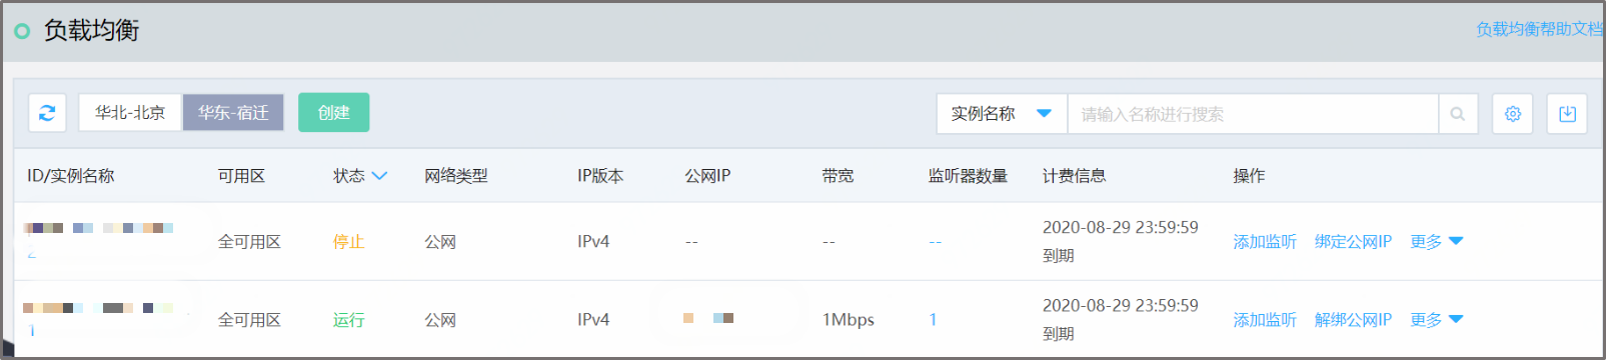 负载均衡
负载均衡帮助文档
华北-北京 华东-宿迁 创建 实例名称 请输入名称进行搜索
ID/实例名称 可用区 状态 网络类型 IP版本 公网IP 带宽 监听器数量 计费信息 操作
全可用区 停止 公网 IPv4 -- -- -- 2020-08-29 23:59:59 添加监听 绑定公网IP 更多
到期
全可用区 运行 公网 IPv4 1Mbps 1 2020-08-29 23:59:59 添加监听 解绑公网IP 更多
1 到期